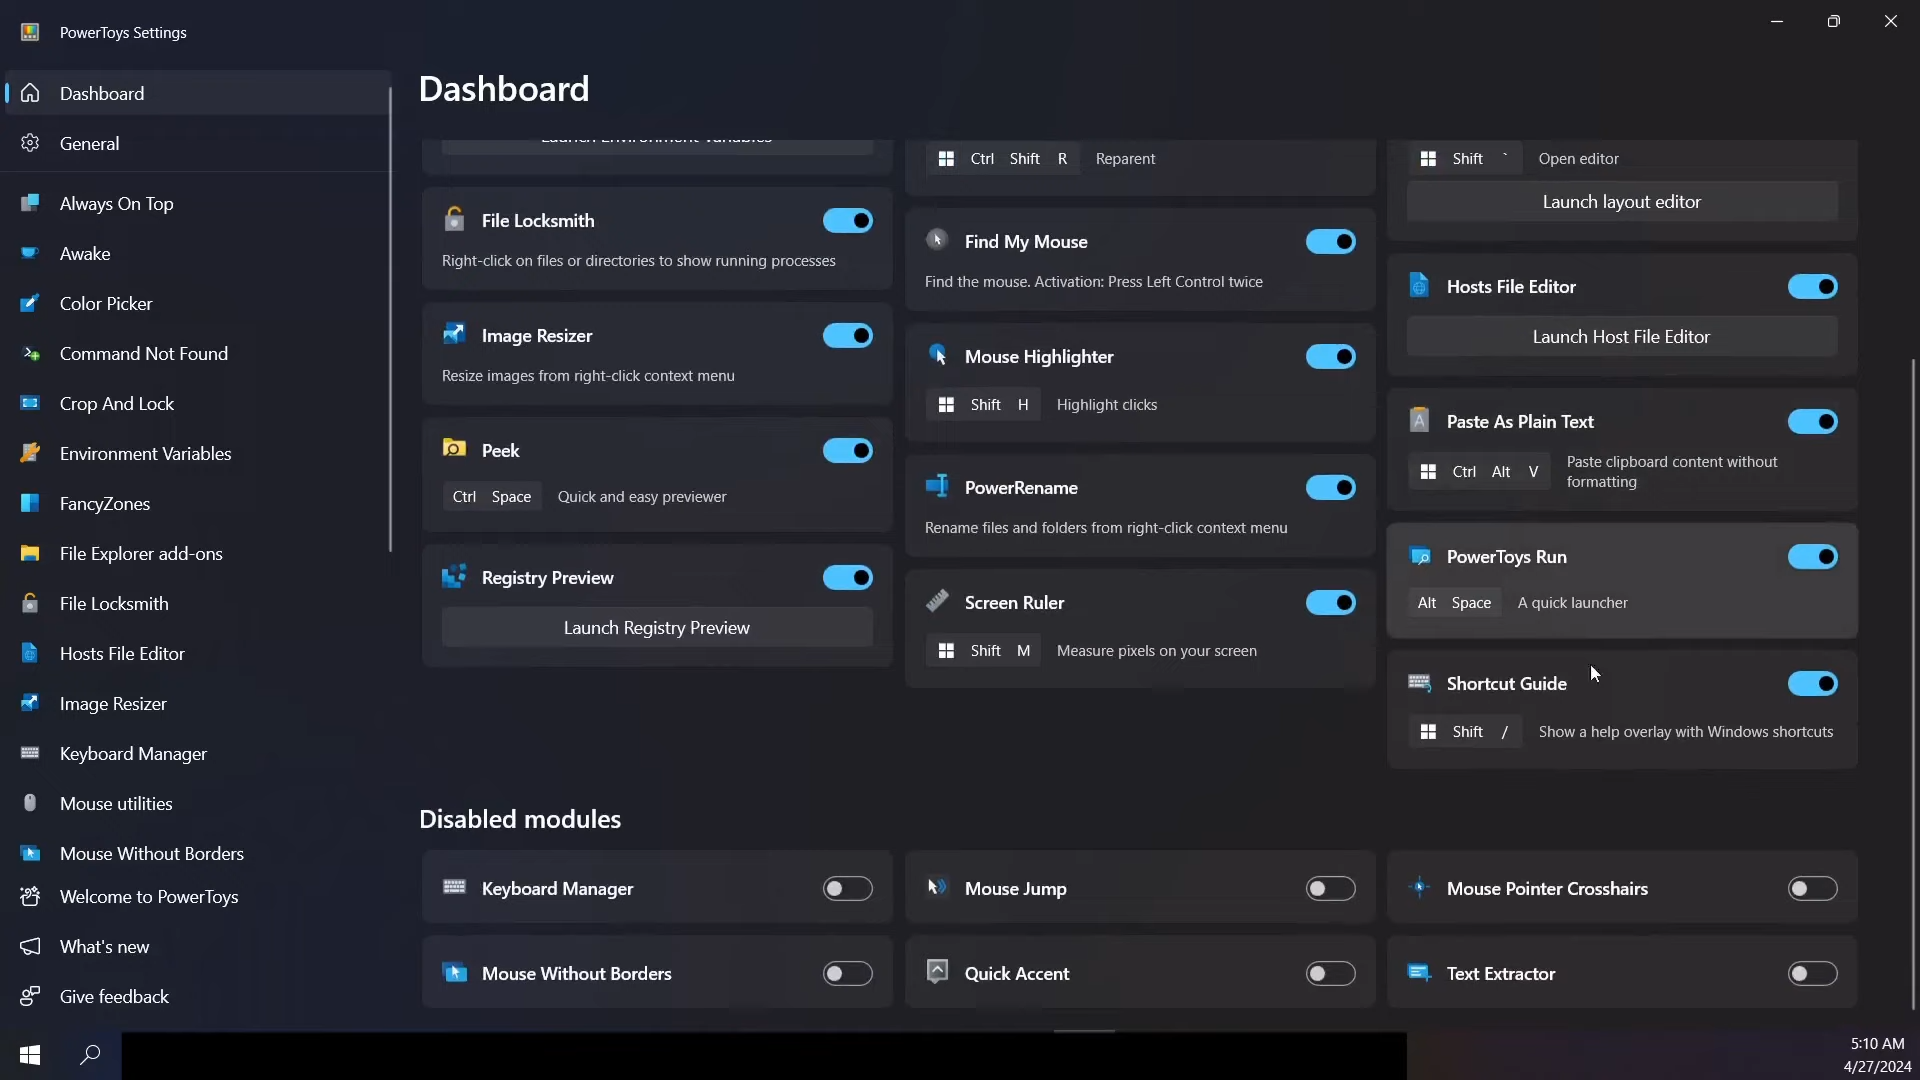 PowerToys Settings
Dashboard
General
Always On Top
Awake
Color Picker
Command Not Found
Crop And Lock
Environment Variables
FancyZones
File Explorer add-ons
File Locksmith
Hosts File Editor
Image Resizer
Keyboard Manager
Mouse utilities
Mouse Without Borders
Welcome to PowerToys
What's new
Give feedback
Dashboard
Launch Environment Variables
File Locksmith
Right-click on files or directories to show running processes
Image Resizer
Resize images from right-click context menu
Peek
Ctrl Space Quick and easy previewer
Registry Preview
Launch Registry Preview
Ctrl Shift R Reparent
Find My Mouse
Find the mouse. Activation: Press Left Control twice
Mouse Highlighter
Shift H Highlight clicks
PowerRename
Rename files and folders from right-click context menu
Screen Ruler
Shift M Measure pixels on your screen
Shift ` Open editor
Launch layout editor
Hosts File Editor
Launch Host File Editor
Paste As Plain Text
Ctrl Alt V Paste clipboard content without
formatting
PowerToys Run
Alt Space A quick launcher
Shortcut Guide
Shift / Show a help overlay with Windows shortcuts
Disabled modules
Keyboard Manager
Mouse Jump
Mouse Pointer Crosshairs
Mouse Without Borders
Quick Accent
Text Extractor
5:10 AM
4/27/2024